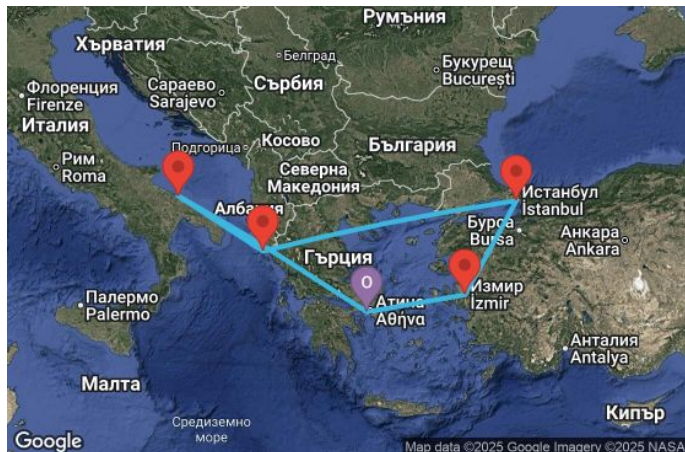 Румъния
Хърватия
Белград
Букурещ
Bucureşti
Флоренция
Firenze
Сараево
Sarajevo
Сърбия
Италия
Подгорица
Косово
България
Рим
Roma
Северна
Македония
Албания
Истанбул
İstanbul
Бурса
Bursa
Анкара
Ankara
Гърция
Измир
İzmir
О
Атина
Αθήνα
Палермо
Palermo
Анталия
Antalya
Малта
Кипър
Средиземно
море
Google
Map data ©2025 Google Imagery ©2025 NASA